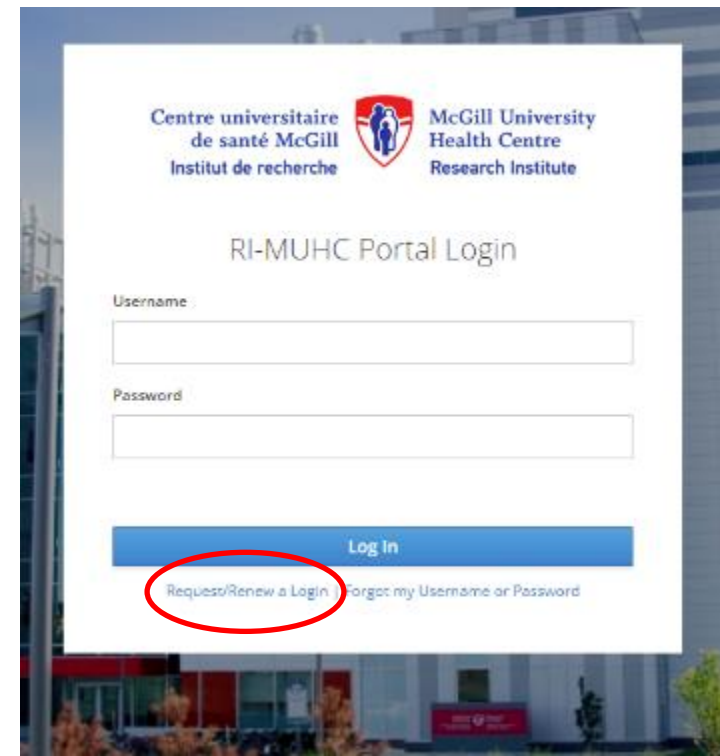 Centre universitaire
de santé McGill
Institut de recherche
McGill University
Health Centre
Research Institute
RI-MUHC Portal Login
Username
Password
Log In
Request/Renew a Login | Forgot my Username or Password